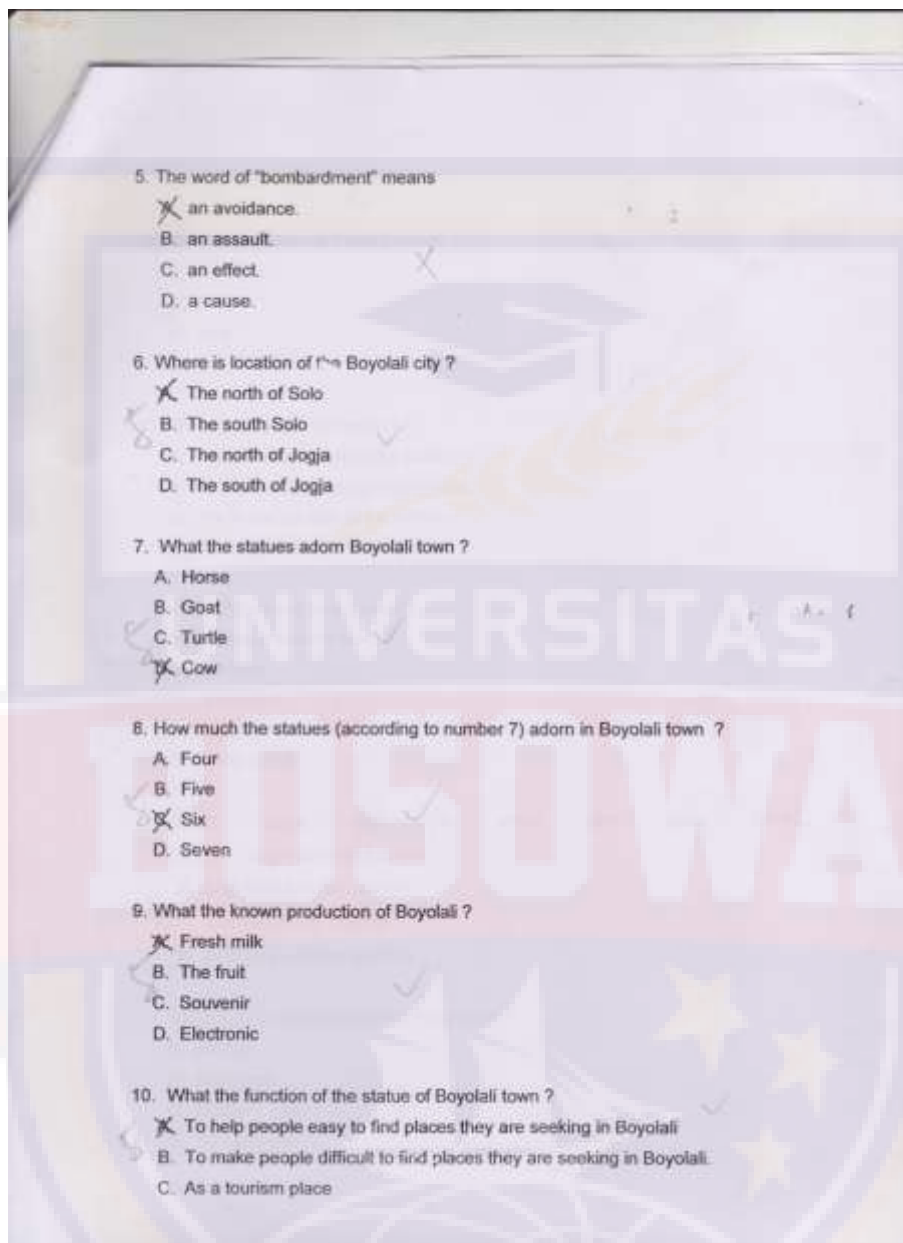 5. The word of "bombardment" means
A. an avoidance.
B. an assault.
C. an effect.
D. a cause.
6. Where is location of the Boyolali city ?
A. The north of Solo
B. The south Solo
C. The north of Jogja
D. The south of Jogja
7. What the statues adorn Boyolali town ?
A. Horse
B. Goat
C. Turtle
D. Cow
8. How much the statues (according to number 7) adorn in Boyolali town ?
A. Four
B. Five
C. Six
D. Seven
9. What the known production of Boyolali ?
A. Fresh milk
B. The fruit
C. Souvenir
D. Electronic
10. What the function of the statue of Boyolali town ?
A. To help people easy to find places they are seeking in Boyolali
B. To make people difficult to find places they are seeking in Boyolali.
C. As a tourism place
UNIVERSITAS
BOSOWA